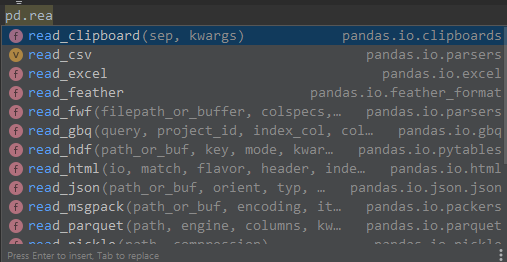 pd.rea
f read_clipboard(sep, kwargs) pandas.io.clipboards
v read_csv pandas.io.parsers
f read_excel pandas.io.excel
f read_feather pandas.io.feather_format
f read_fwf(filepath_or_buffer, colspecs,… pandas.io.parsers
f read_gbq(query, project_id, index_col, col… pandas.io.gbq
f read_hdf(path_or_buf, key, mode, kwar… pandas.io.pytables
f read_html(io, match, flavor, header, inde… pandas.io.html
f read_json(path_or_buf, orient, typ, … pandas.io.json.json
f read_msgpack(path_or_buf, encoding, it… pandas.io.packers
f read_parquet(path, engine, columns, kw… pandas.io.parquet
f read_pickle(path, compression) pandas.io.pickle
Press Enter to insert, Tab to replace